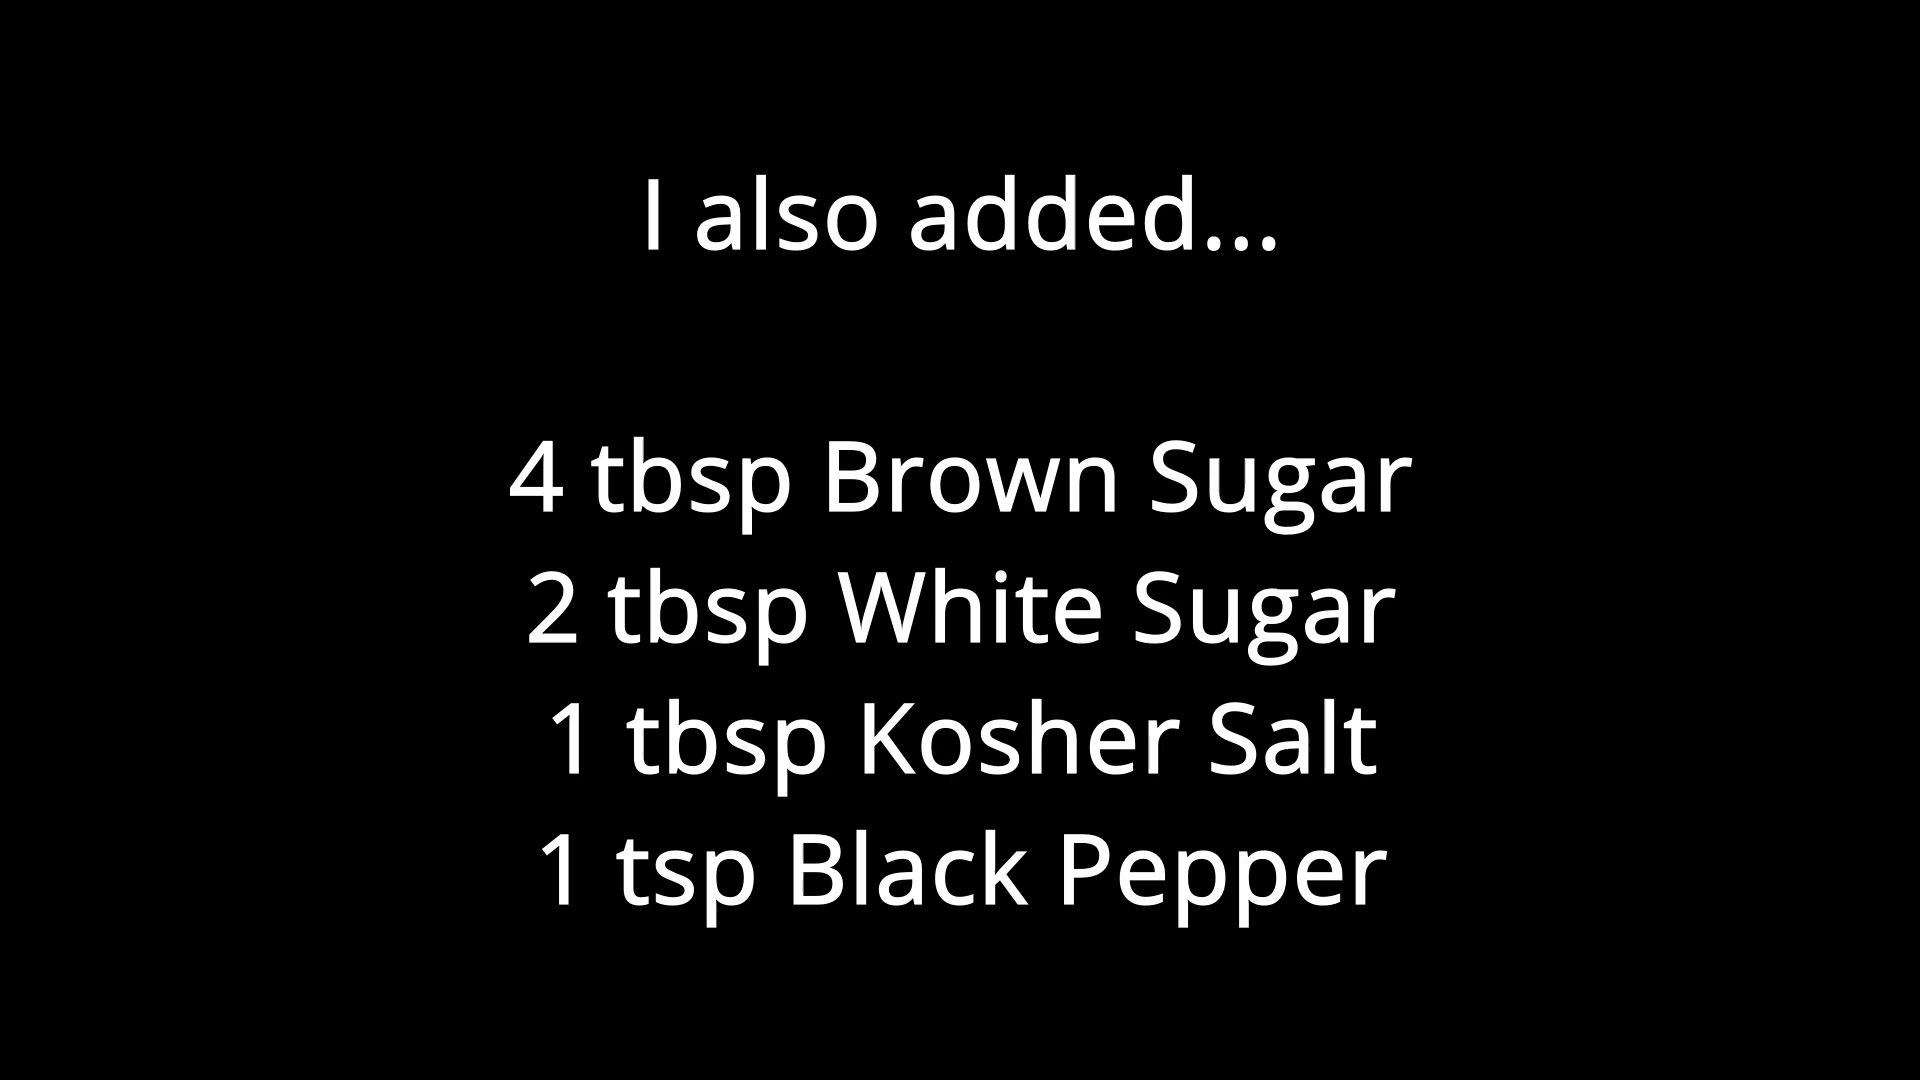 I also added...
4 tbsp Brown Sugar
2 tbsp White Sugar
1 tbsp Kosher Salt
1 tsp Black Pepper